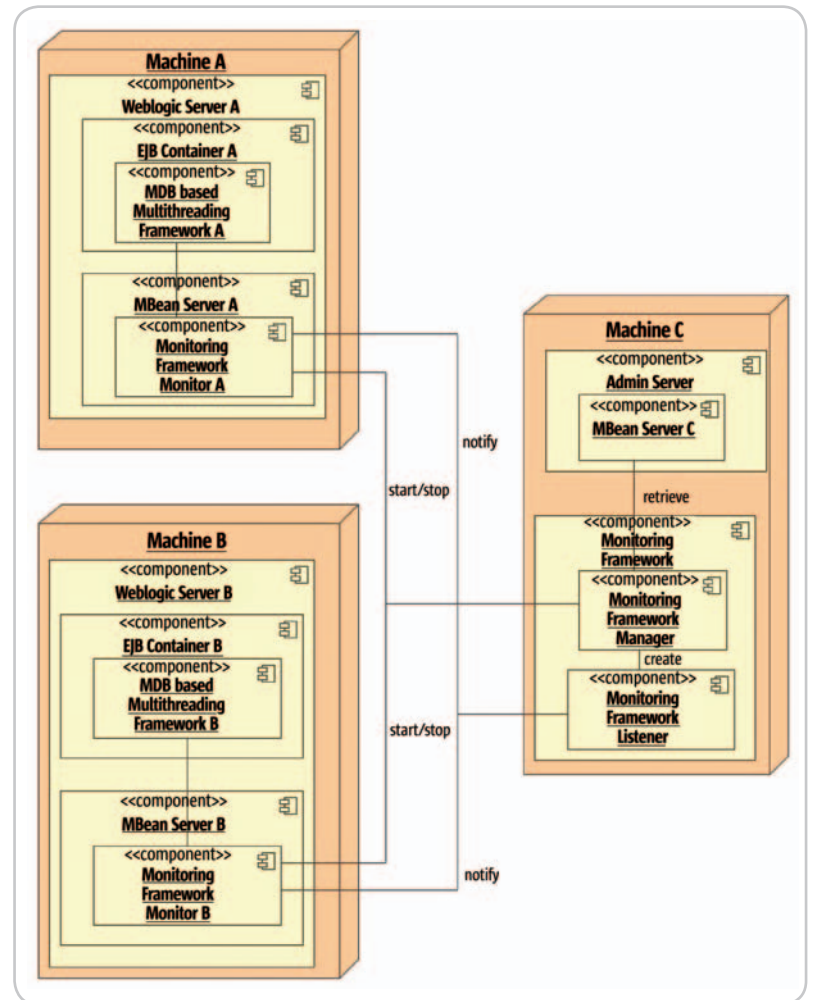 Machine A
<<component>>
Weblogic Server A
<<component>>
EJB Container A
<<component>>
MDB based
Multithreading
Framework A
<<component>>
MBean Server A
<<component>>
Monitoring
Framework
Monitor A
notify
start/stop
Machine B
<<component>>
Weblogic Server B
<<component>>
EJB Container B
<<component>>
MDB based
Multithreading
Framework B
<<component>>
MBean Server B
<<component>>
Monitoring
Framework
Monitor B
start/stop
notify
Machine C
<<component>>
Admin Server
<<component>>
MBean Server C
retrieve
<<component>>
Monitoring
Framework
<<component>>
Monitoring
Framework
Manager
create
<<component>>
Monitoring
Framework
Listener